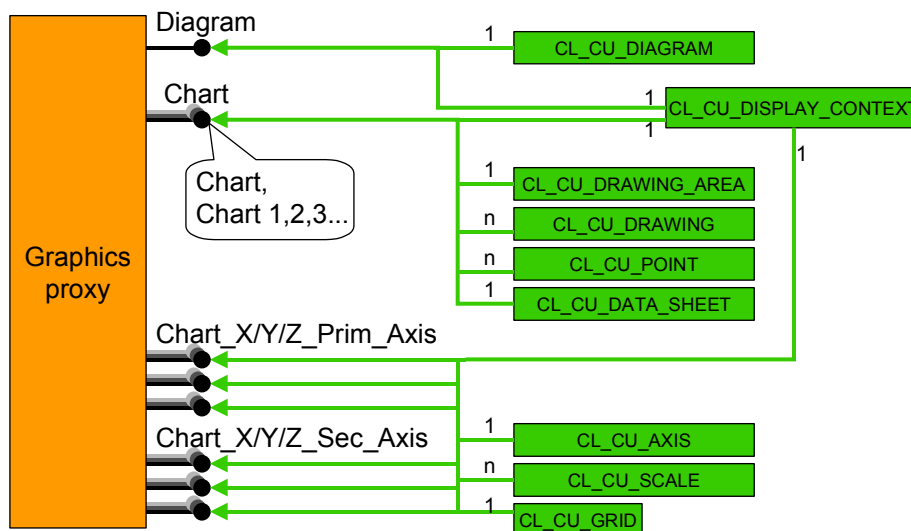 Diagram
1
CL_CU_DIAGRAM
Chart
1
CL_CU_DISPLAY_CONTEXT
1
1
Chart,
Chart 1,2,3...
1
CL_CU_DRAWING_AREA
n
CL_CU_DRAWING
n
CL_CU_POINT
1
CL_CU_DATA_SHEET
Graphics
proxy
Chart_X/Y/Z_Prim_Axis
Chart_X/Y/Z_Sec_Axis
1
CL_CU_AXIS
n
CL_CU_SCALE
1
CL_CU_GRID